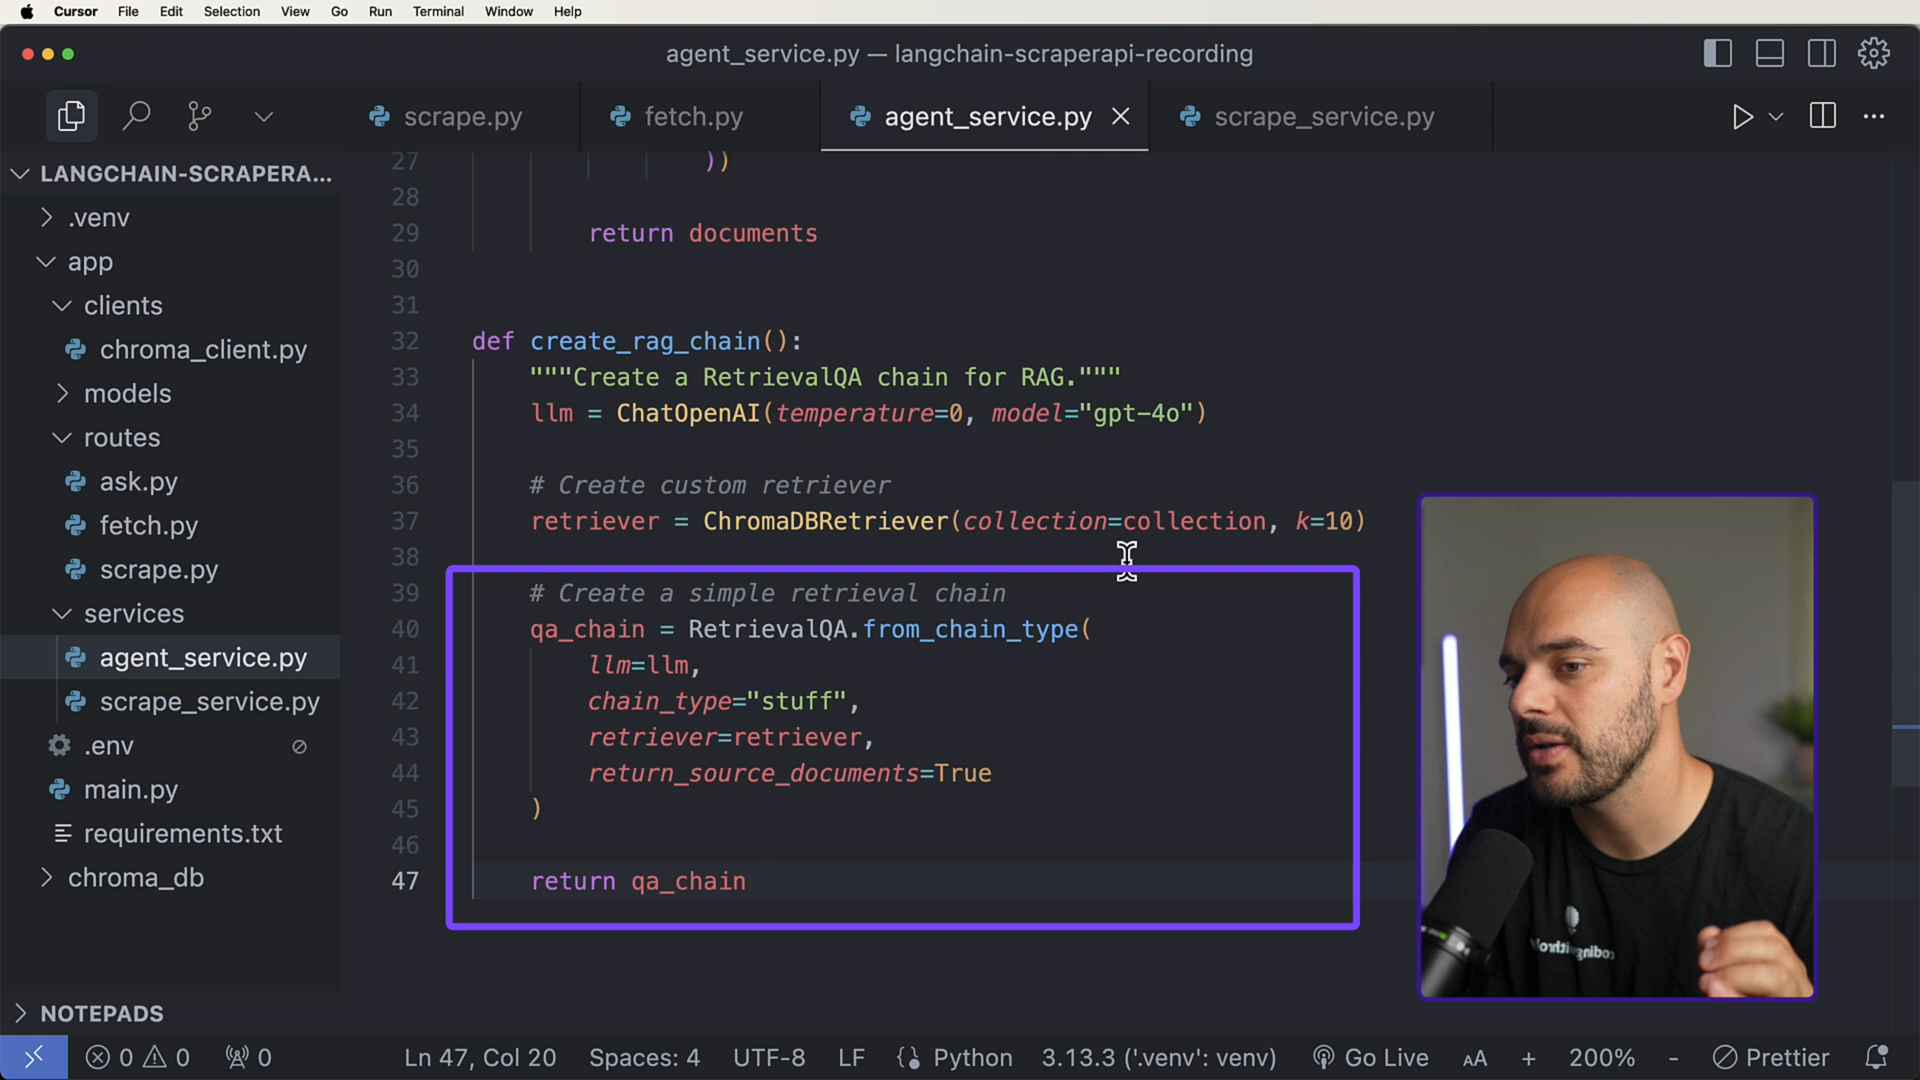 Cursor File Edit Selection View Go Run Terminal Window Help
agent_service.py — langchain-scraperapi-recording
scrape.py fetch.py agent_service.py scrape_service.py
LANGCHAIN-SCRAPERA...
.venv
app
clients
chroma_client.py
models
routes
ask.py
fetch.py
scrape.py
services
agent_service.py
scrape_service.py
.env
main.py
requirements.txt
chroma_db
NOTEPADS
27 ))
28
29 return documents
30
31
32 def create_rag_chain():
33 """Create a RetrievalQA chain for RAG."""
34 llm = ChatOpenAI(temperature=0, model="gpt-4o")
35
36 # Create custom retriever
37 retriever = ChromaDBRetriever(collection=collection, k=10)
38
39 # Create a simple retrieval chain
40 qa_chain = RetrievalQA.from_chain_type(
41 llm=llm,
42 chain_type="stuff",
43 retriever=retriever,
44 return_source_documents=True
45 )
46
47 return qa_chain
0 0 0 Ln 47, Col 20 Spaces: 4 UTF-8 LF Python 3.13.3 ('.venv': venv) Go Live AA + 200% - Prettier